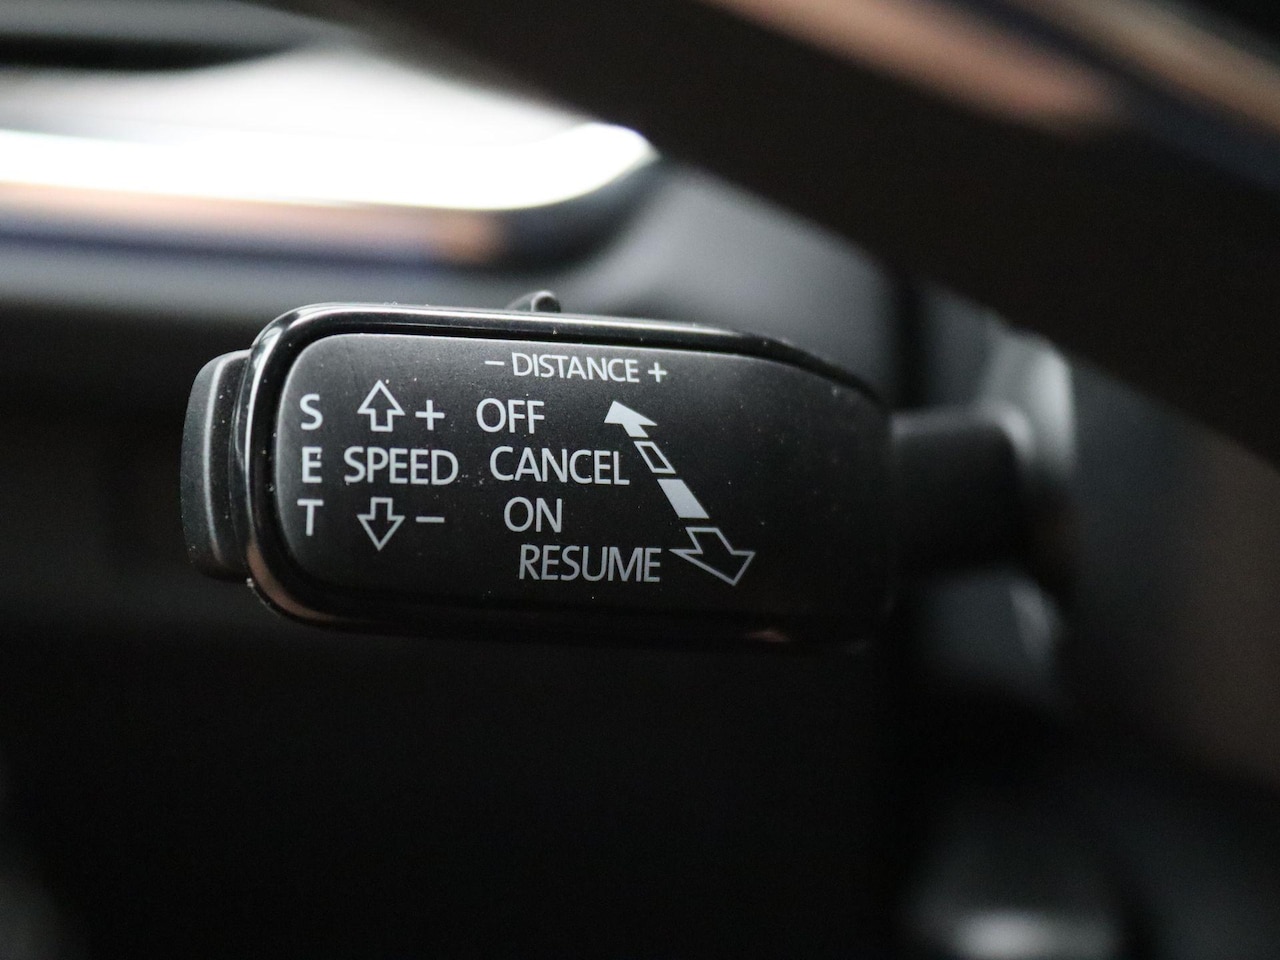 – DISTANCE +
S + OFF
E SPEED CANCEL
T – ON
RESUME